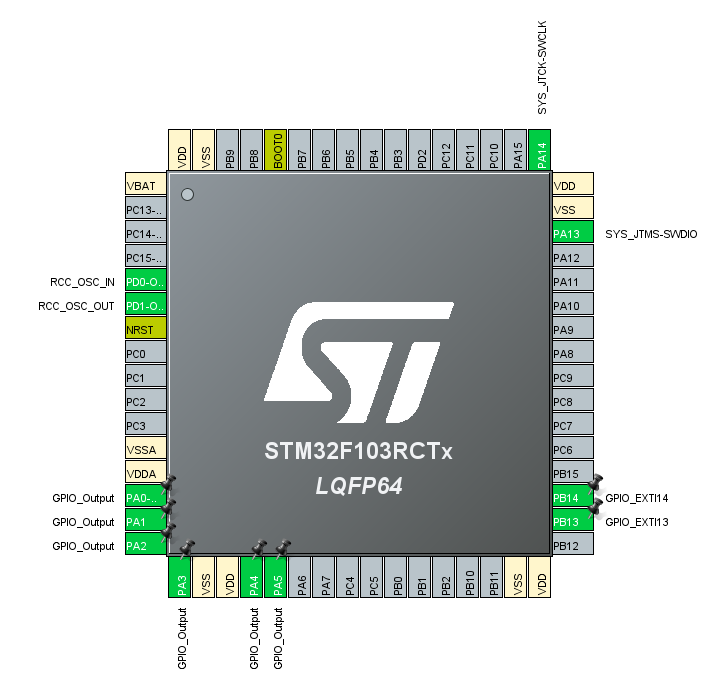 SYS_JTCK-SWCLK
VDD
VSS
PB9
PB8
BOOT0
PB7
PB6
PB5
PB4
PB3
PD2
PC12
PC11
PC10
PA15
PA14
VBAT
PC13-..
PC14-..
PC15-..
RCC_OSC_IN PD0-O..
RCC_OSC_OUT PD1-O..
NRST
PC0
PC1
PC2
PC3
VSSA
VDDA
GPIO_Output PA0-..
GPIO_Output PA1
GPIO_Output PA2
ST
STM32F103RCTx
LQFP64
VDD
VSS
PA13 SYS_JTMS-SWDIO
PA12
PA11
PA10
PA9
PA8
PC9
PC8
PC7
PC6
PB15
PB14 GPIO_EXTI14
PB13 GPIO_EXTI13
PB12
PA3
VSS
VDD
PA4
PA5
PA6
PA7
PC4
PC5
PB0
PB1
PB2
PB10
PB11
VSS
VDD
GPIO_Output
GPIO_Output
GPIO_Output